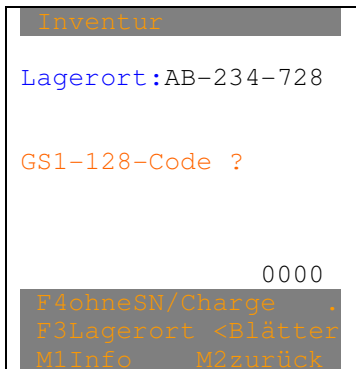 Inventur
Lagerort:AB-234-728
GS1-128-Code ?
0000
F4ohneSN/Charge .
F3Lagerort <Blätter
M1Info M2zurück